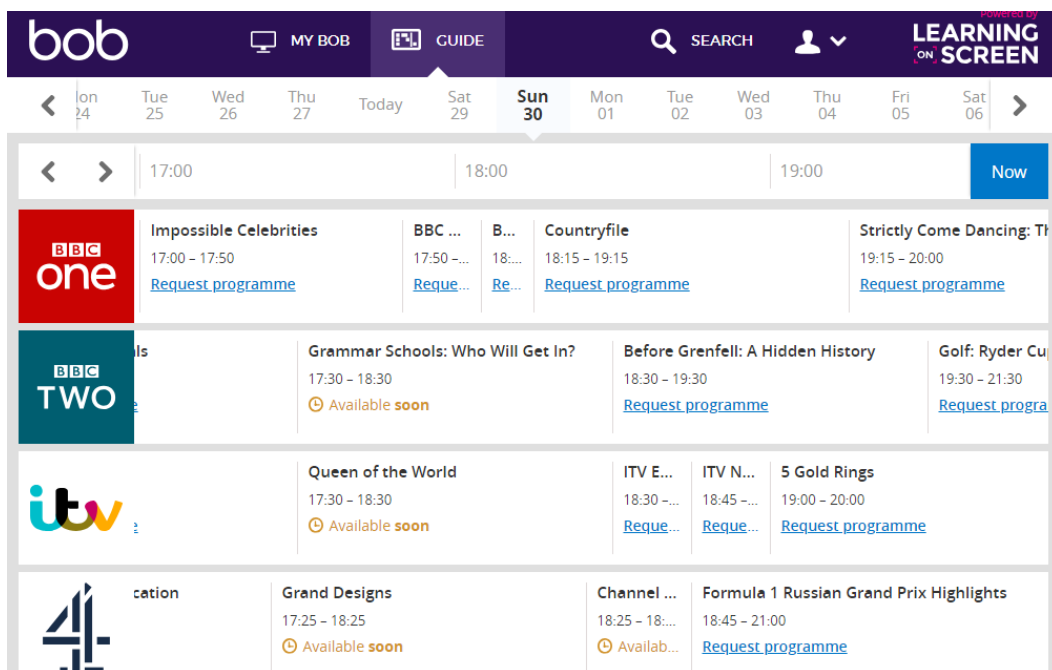 Powered by
bob
MY BOB
GUIDE
SEARCH
LEARNING
ON SCREEN
on 24
Tue 25
Wed 26
Thu 27
Today
Sat 29
Sun 30
Mon 01
Tue 02
Wed 03
Thu 04
Fri 05
Sat 06
17:00
18:00
19:00
Now
BBC one
Impossible Celebrities
17:00 – 17:50
Request programme
BBC ...
17:50 –...
Reque...
B...
18:...
Re...
Countryfile
18:15 – 19:15
Request programme
Strictly Come Dancing: Th
19:15 – 20:00
Request programme
BBC TWO
ls
e
Grammar Schools: Who Will Get In?
17:30 – 18:30
Available soon
Before Grenfell: A Hidden History
18:30 – 19:30
Request programme
Golf: Ryder Cu
19:30 – 21:30
Request progra
itv
e
Queen of the World
17:30 – 18:30
Available soon
ITV E...
18:30 –...
Reque...
ITV N...
18:45 –...
Reque...
5 Gold Rings
19:00 – 20:00
Request programme
4
cation
Grand Designs
17:25 – 18:25
Available soon
Channel ...
18:25 – 18:...
Availab...
Formula 1 Russian Grand Prix Highlights
18:45 – 21:00
Request programme